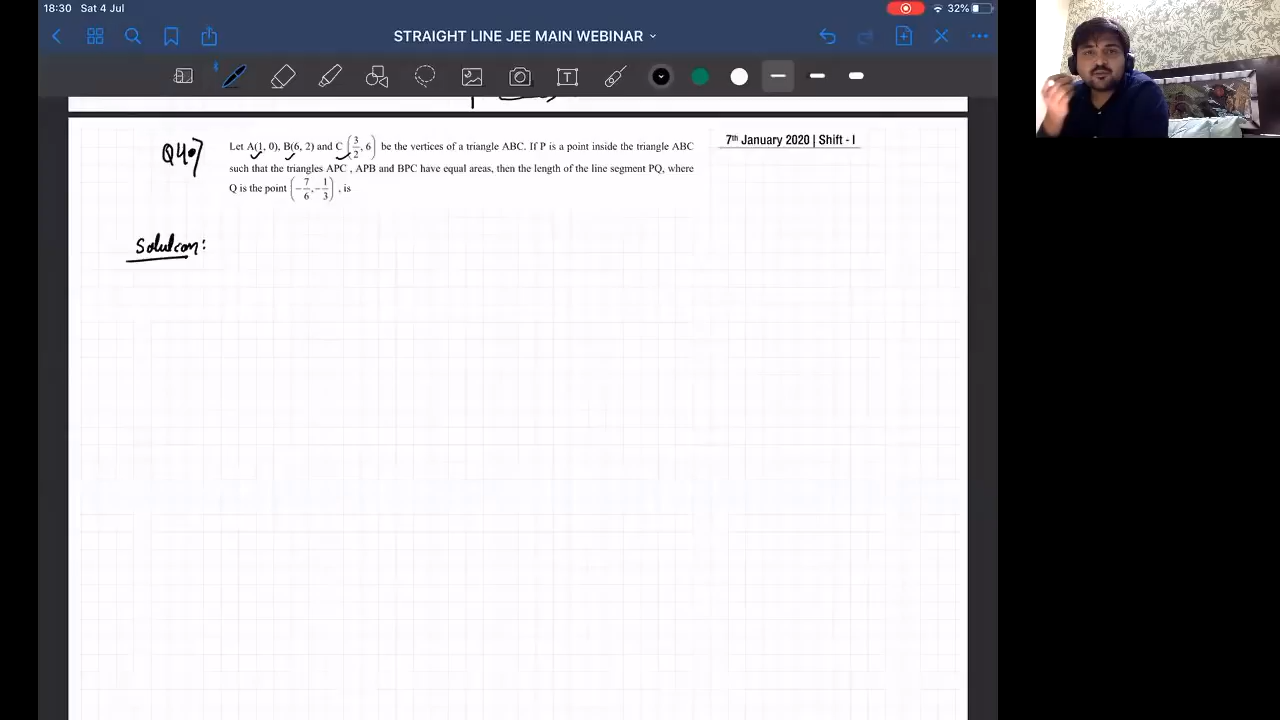 18:30 Sat 4 Jul
32%
STRAIGHT LINE JEE MAIN WEBINAR
Q4.) Let A(1, 0), B(6, 2) and C (3/2, 6) be the vertices of a triangle ABC. If P is a point inside the triangle ABC
such that the triangles APC , APB and BPC have equal areas, then the length of the line segment PQ, where
Q is the point (−7/6, −1/3) , is
7th January 2020 | Shift - I
Solution: